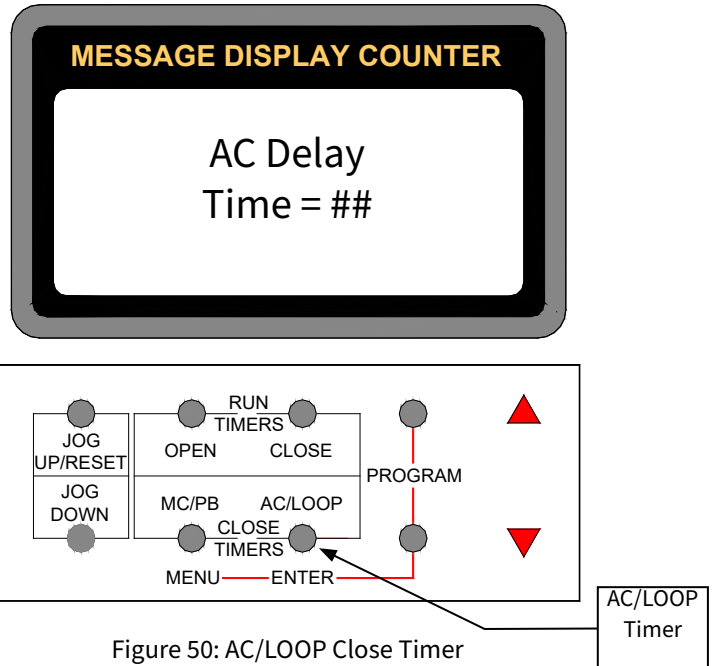 MESSAGE DISPLAY COUNTER
AC Delay
Time = ##
RUN
TIMERS
JOG
UP/RESET
OPEN
CLOSE
PROGRAM
JOG
DOWN
MC/PB
AC/LOOP
CLOSE
TIMERS
MENU
ENTER
AC/LOOP
Timer
Figure 50: AC/LOOP Close Timer